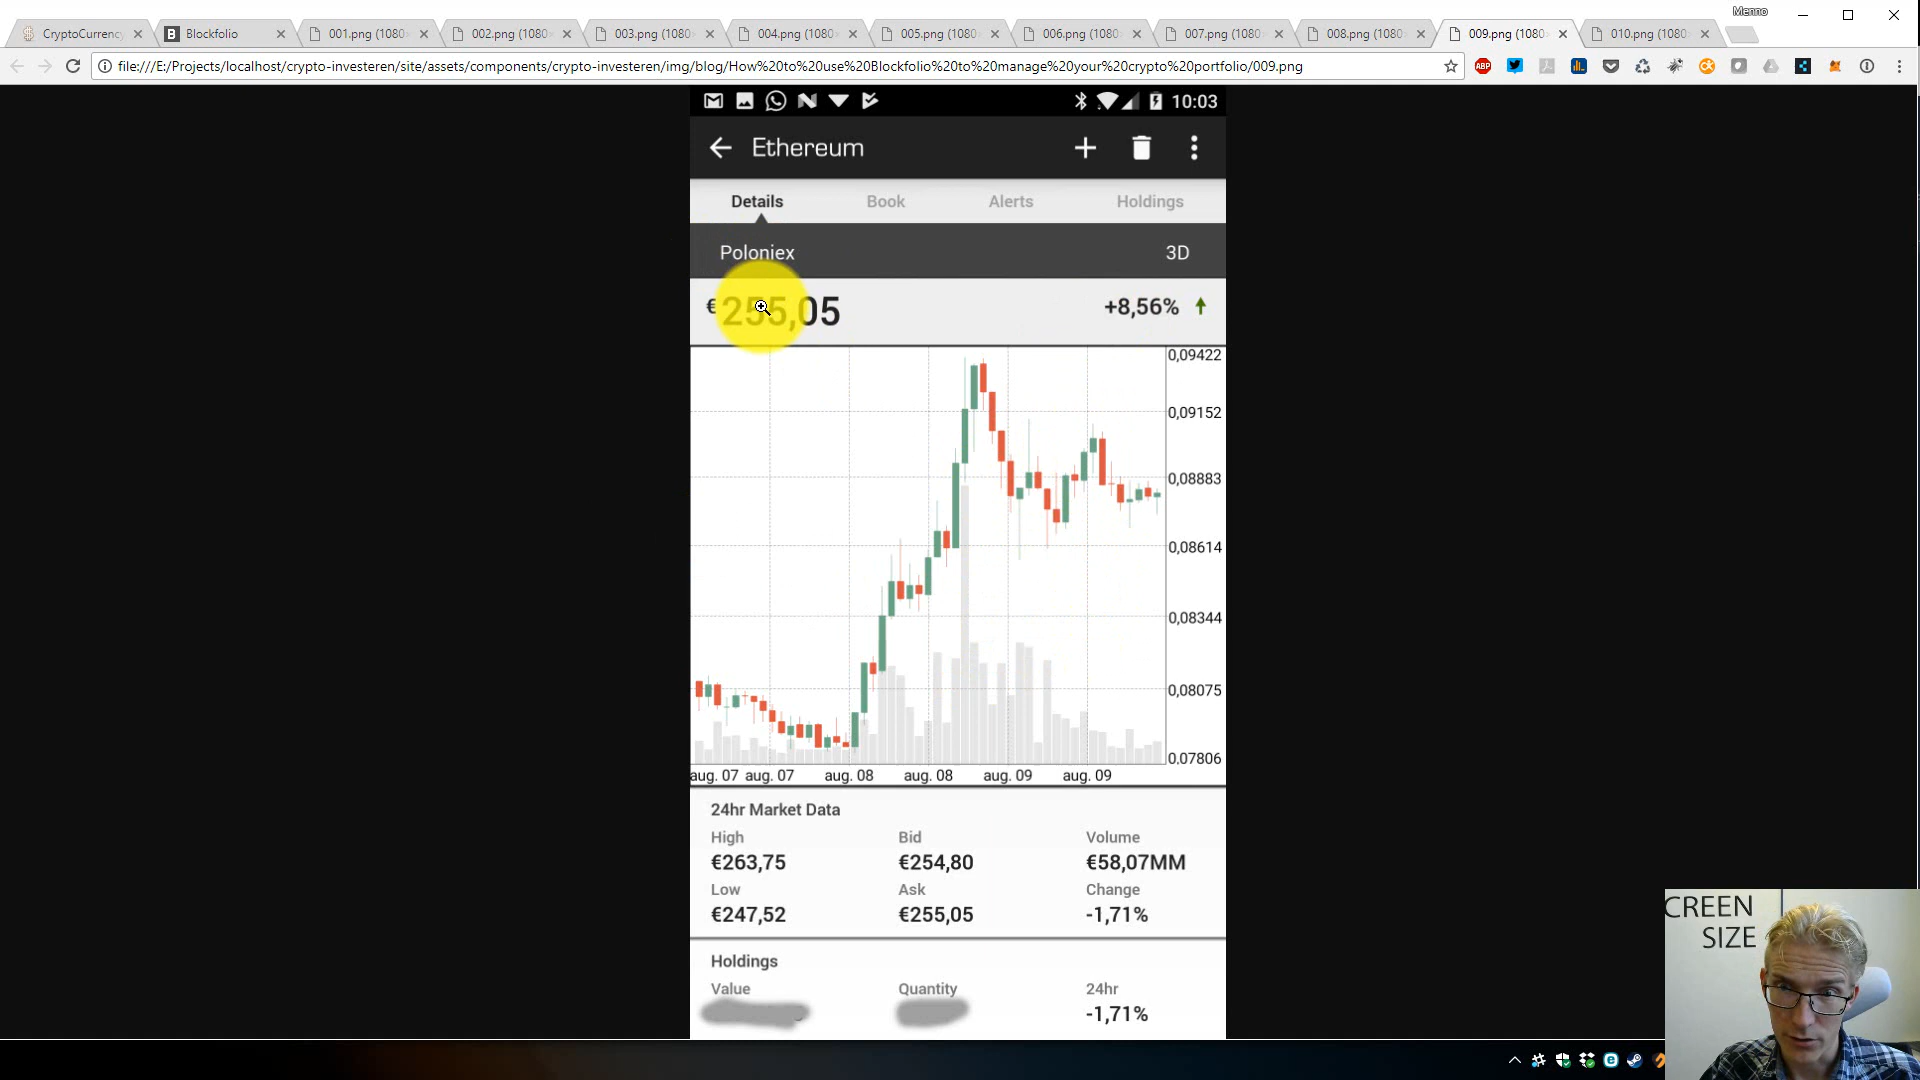 Menno
CryptoCurrenc
Blockfolio
001.png (1080
002.png (1080
003.png (1080
004.png (1080
005.png (1080
006.png (1080
007.png (1080
008.png (1080
009.png (1080
010.png (1080
file:///E:/Projects/localhost/crypto-investeren/site/assets/components/crypto-investeren/img/blog/How%20to%20use%20Blockfolio%20to%20manage%20your%20crypto%20portfolio/009.png
ABP
10:03
Ethereum
Details Book Alerts Holdings
Poloniex 3D
€255,05 +8,56%
0,09422
0,09152
0,08883
0,08614
0,08344
0,08075
0,07806
aug. 07 aug. 07 aug. 08 aug. 08 aug. 09 aug. 09
24hr Market Data
High Bid Volume
€263,75 €254,80 €58,07MM
Low Ask Change
€247,52 €255,05 -1,71%
Holdings
Value Quantity 24hr
-1,71%
CREEN
SIZE